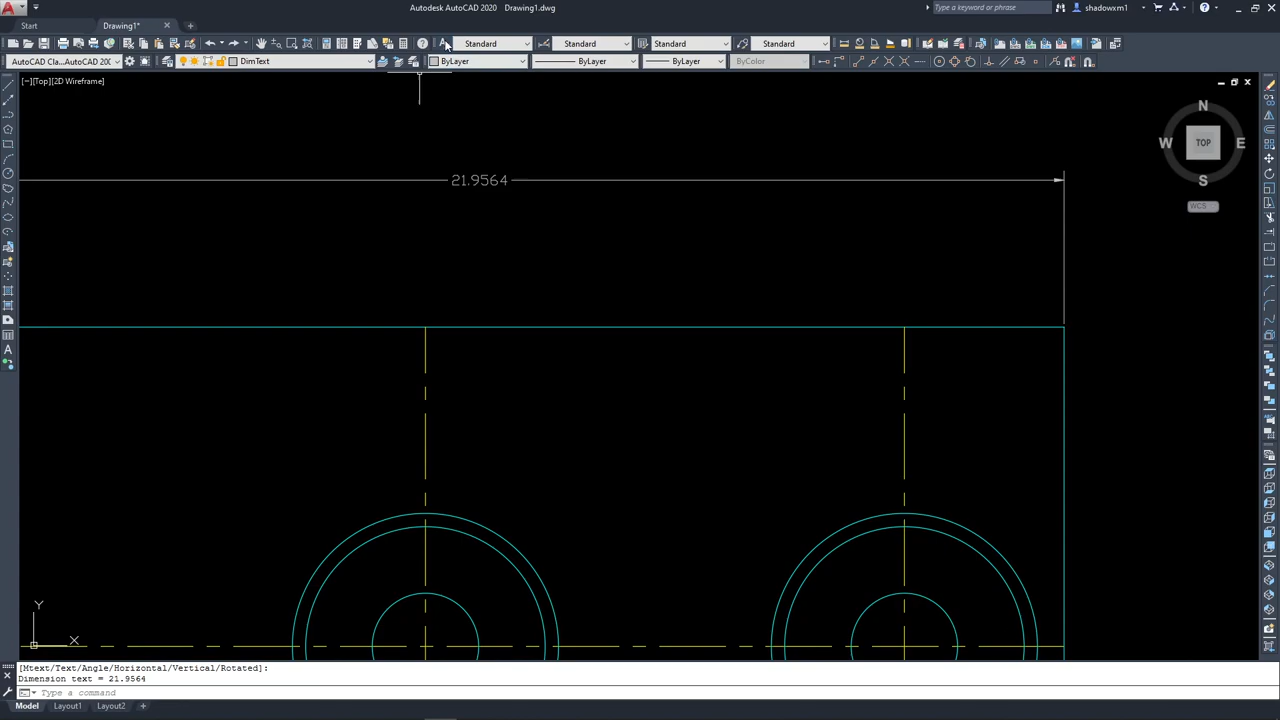 Autodesk AutoCAD 2020 Drawing1.dwg
Type a keyword or phrase
shadowxm1
Start
Drawing1*
Standard
Standard
Standard
Standard
AutoCAD Cla...AutoCAD 200
DimText
ByLayer
ByLayer
ByLayer
ByColor
[−][Top][2D Wireframe]
N
W
TOP
E
S
WCS
21.9564
Y
X
[Mtext/Text/Angle/Horizontal/Vertical/Rotated]:
Dimension text = 21.9564
Type a command
Model
Layout1
Layout2